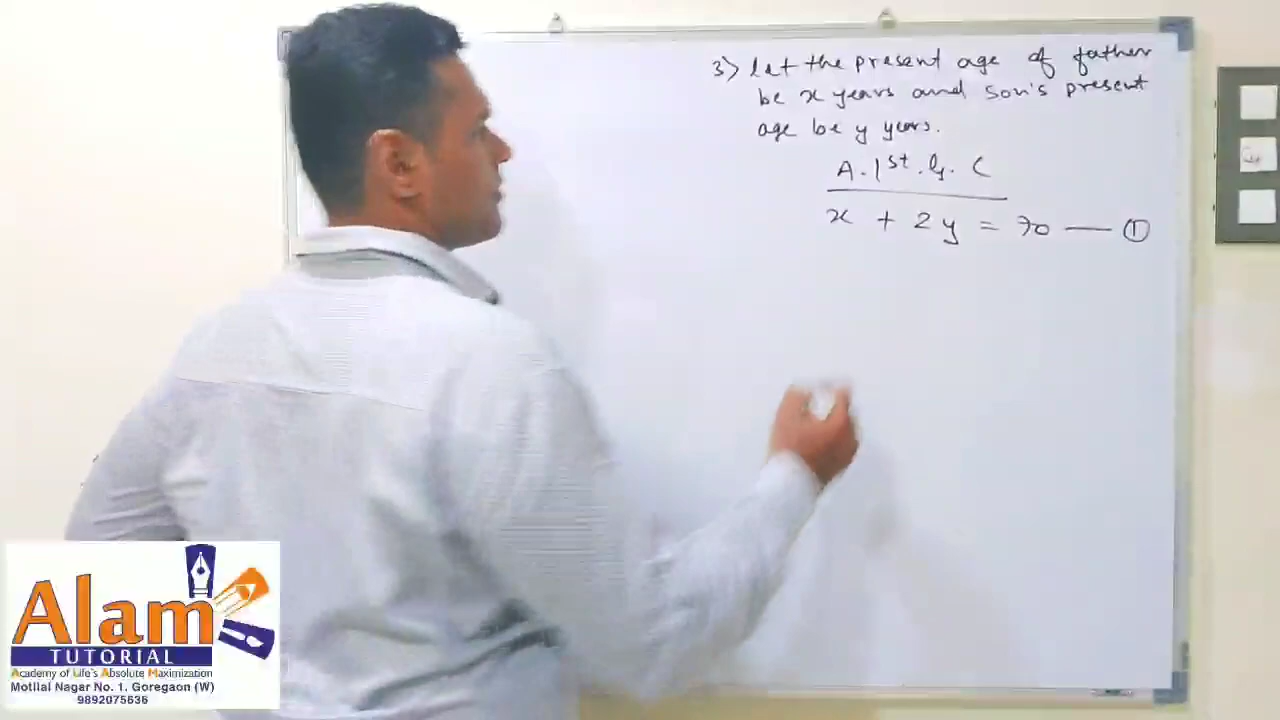 3) let the present age of father
be x years and son's present
age be y years.
A. 1st. G. C
x + 2y = 70 — ①
Alam
TUTORIAL
Academy of Life's Absolute Maximization
Motilal Nagar No. 1, Goregaon (W)
9892075636